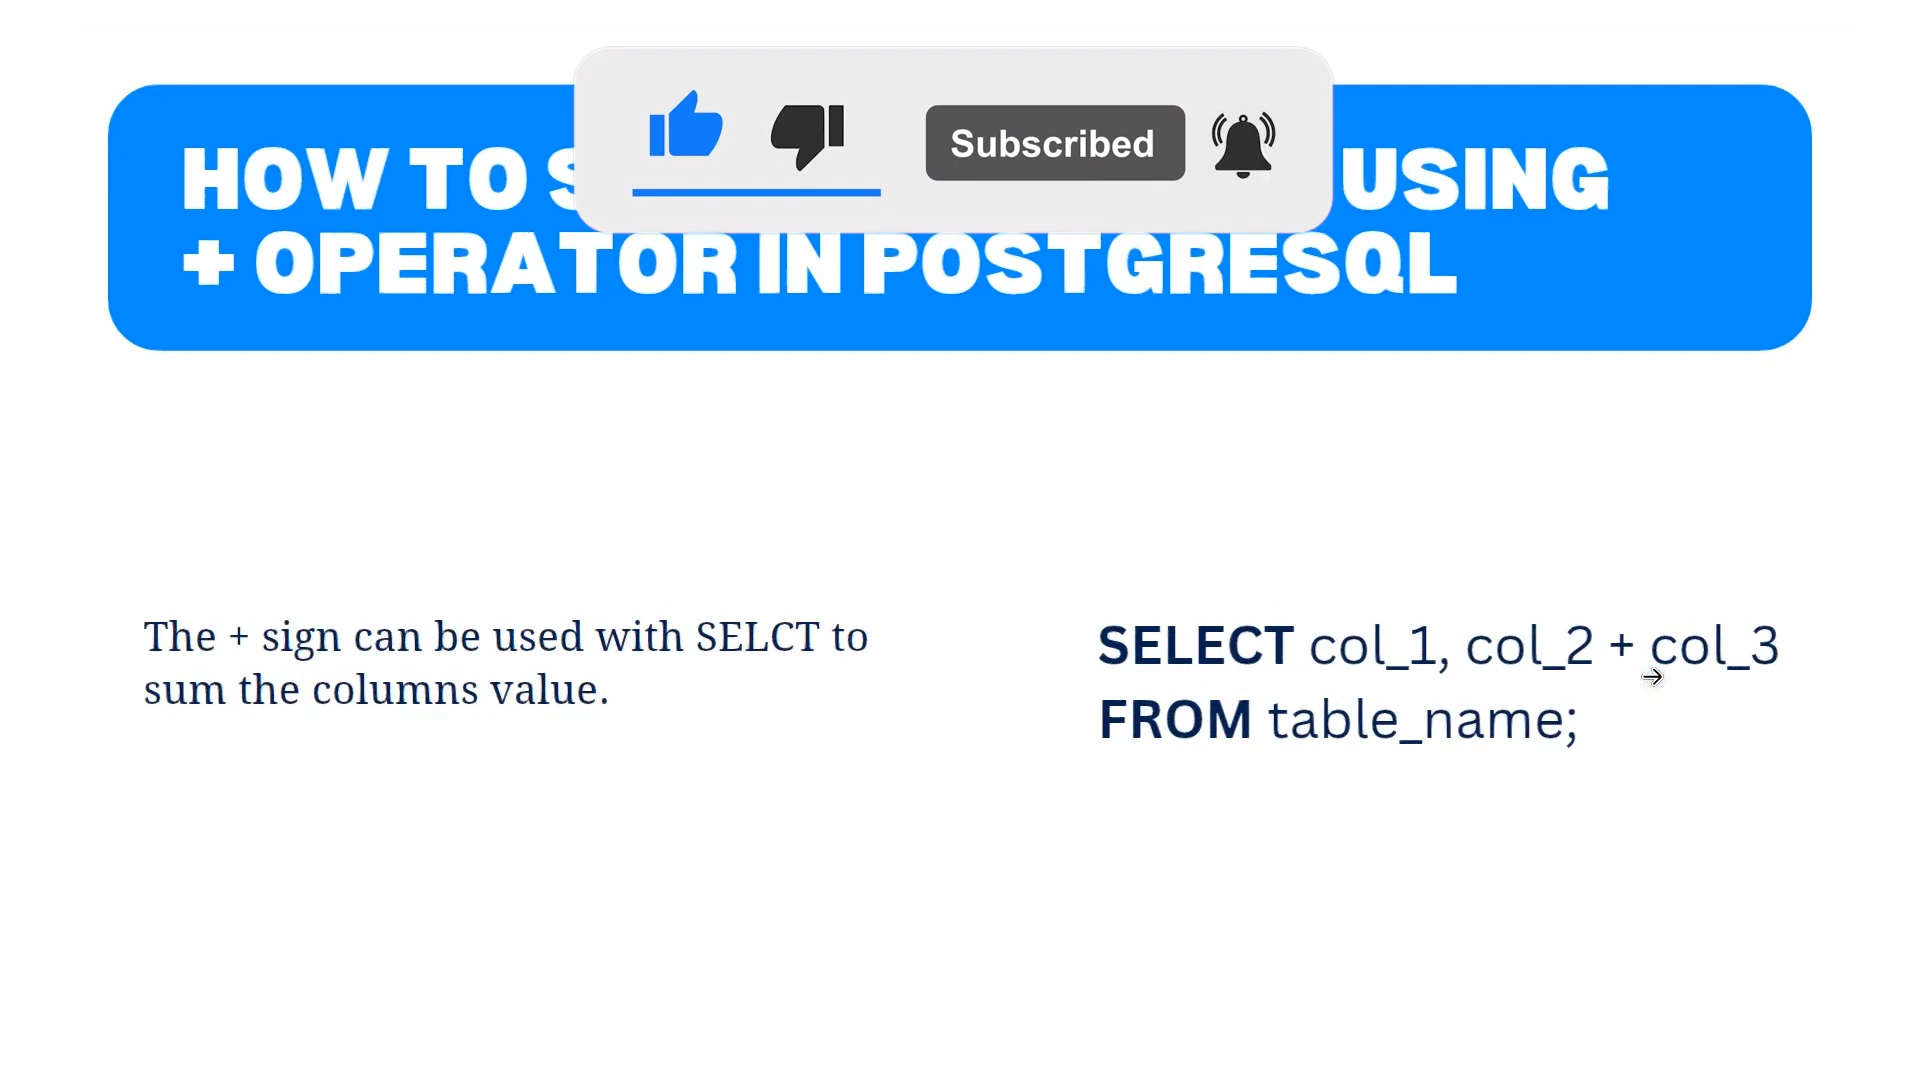 Subscribed
HOW TO USING
+ OPERATOR IN POSTGRESQL
The + sign can be used with SELCT to
sum the columns value.
SELECT col_1, col_2 + col_3
FROM table_name;